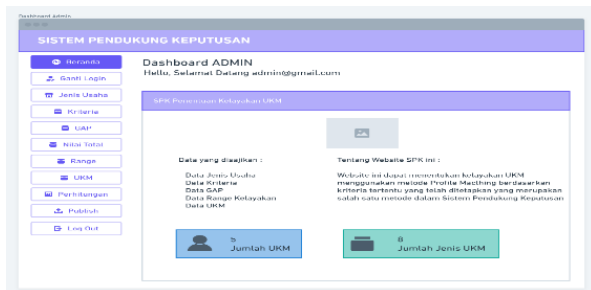 Dashboard admin
SISTEM PENDUKUNG KEPUTUSAN
Beranda
Ganti Login
Jenis Usaha
Kriteria
GAP
Nilai Total
Range
UKM
Perhitungan
Publish
Log Out
Dashboard ADMIN
Hello, Selamat Datang admin@gmail.com
SPK Penentuan Kelayakan UKM
Data yang disajikan :
Data Jenis Usaha
Data Kriteria
Data GAP
Data Range Kelayakan
Data UKM
Tentang Website SPK ini :
Website ini dapat menentukan kelayakan UKM
menggunakan metode Profile Macthing berdasarkan
kriteria tertentu yang telah ditetapkan yang merupakan
salah satu metode dalam Sistem Pendukung Keputusan
5
Jumlah UKM
8
Jumlah Jenis UKM